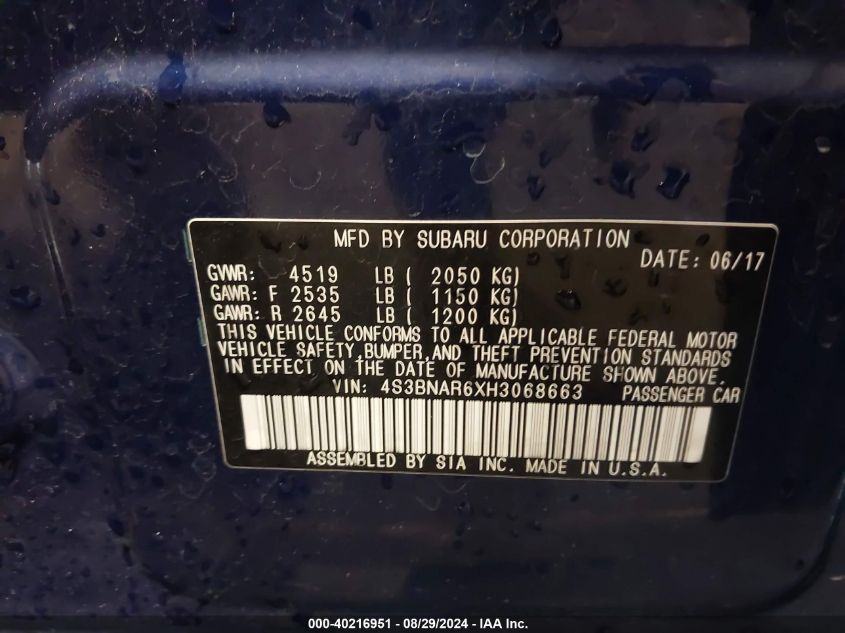 MFD BY SUBARU CORPORATION
DATE: 06/17
GVWR: 4519 LB ( 2050 KG)
GAWR: F 2535 LB ( 1150 KG)
GAWR: R 2645 LB ( 1200 KG)
THIS VEHICLE CONFORMS TO ALL APPLICABLE FEDERAL MOTOR
VEHICLE SAFETY, BUMPER, AND THEFT PREVENTION STANDARDS
IN EFFECT ON THE DATE OF MANUFACTURE SHOWN ABOVE.
VIN: 4S3BNAR6XH3068663 PASSENGER CAR
ASSEMBLED BY SIA INC. MADE IN U.S.A.
000-40216951 - 08/29/2024 - IAA Inc.